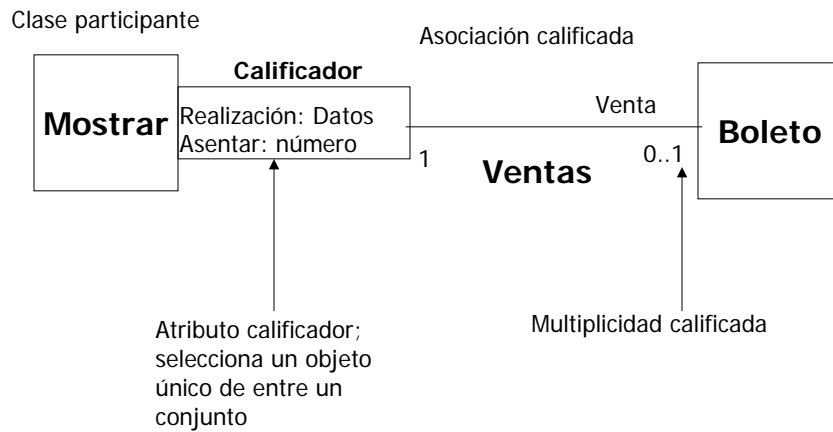 Clase participante
Asociación calificada
Calificador
Mostrar
Realización: Datos
Asentar: número
Venta
Boleto
1
Ventas
0..1
Atributo calificador;
selecciona un objeto
único de entre un
conjunto
Multiplicidad calificada